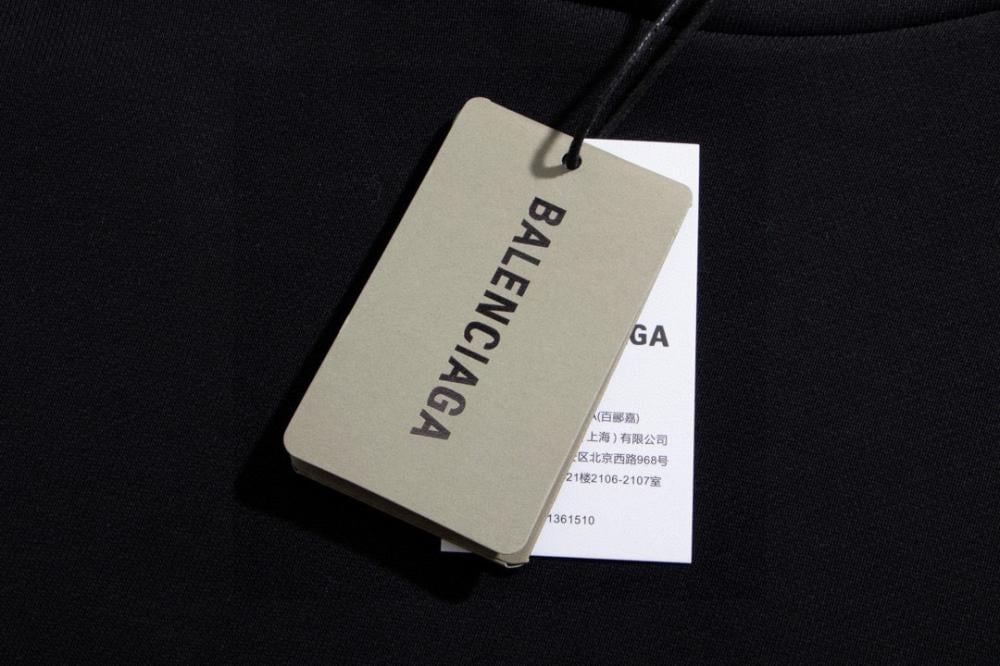 BALENCIAGA
GA
A(百郦嘉)
(上海)有限公司
区北京西路968号
21楼2106-2107室
1361510